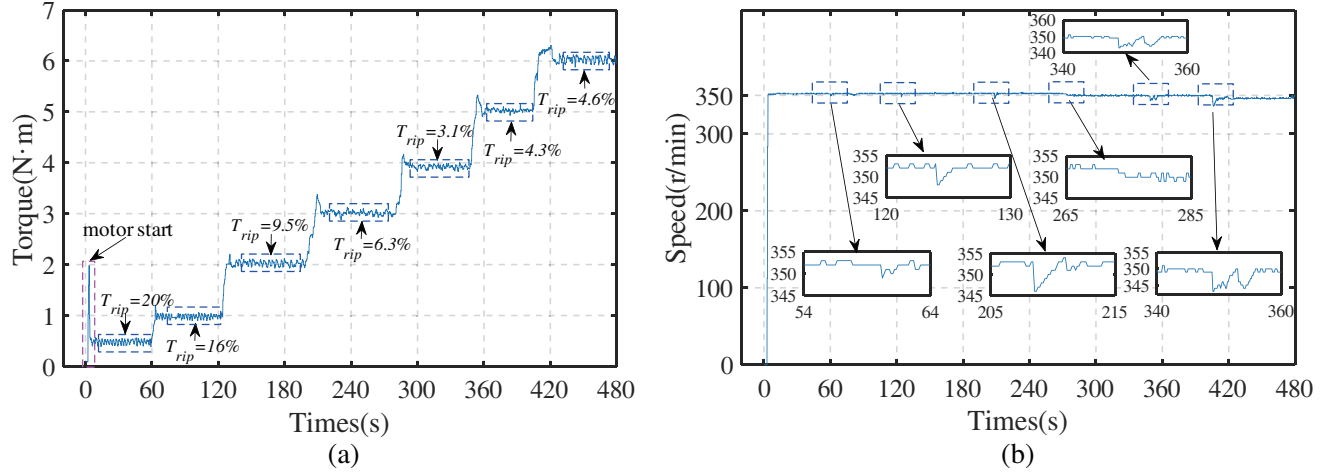 7
6
5
4
3
2
1
0
Torque(N·m)
motor start
T_rip=20%
T_rip=16%
T_rip=9.5%
T_rip=6.3%
T_rip=3.1%
T_rip=4.3%
T_rip=4.6%
0 60 120 180 240 300 360 420 480
Times(s)
(a)
350
300
200
100
0
Speed(r/min)
360
350
340
340 360
355
350
345
120 130
355
350
345
265 285
355
350
345
54 64
355
350
345
205 215
355
350
345
340 360
0 60 120 180 240 300 360 420 480
Times(s)
(b)